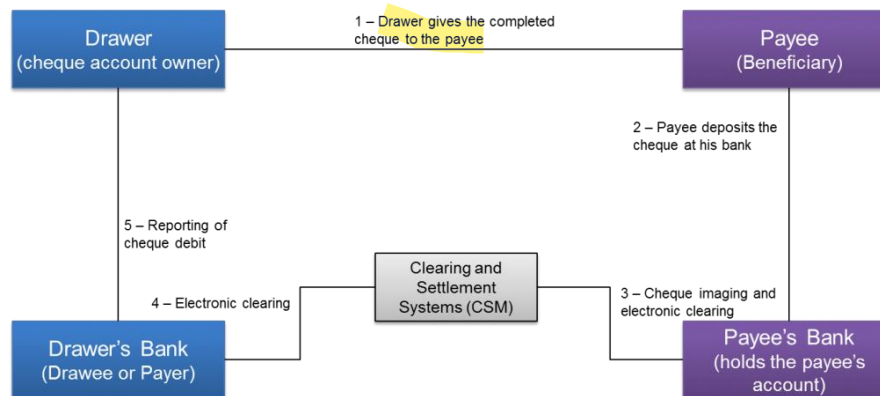 1 – Drawer gives the completed
cheque to the payee
Drawer
(cheque account owner)
Payee
(Beneficiary)
2 – Payee deposits the
cheque at his bank
5 – Reporting of
cheque debit
Clearing and
Settlement
Systems (CSM)
4 – Electronic clearing
3 – Cheque imaging and
electronic clearing
Drawer's Bank
(Drawee or Payer)
Payee's Bank
(holds the payee's
account)